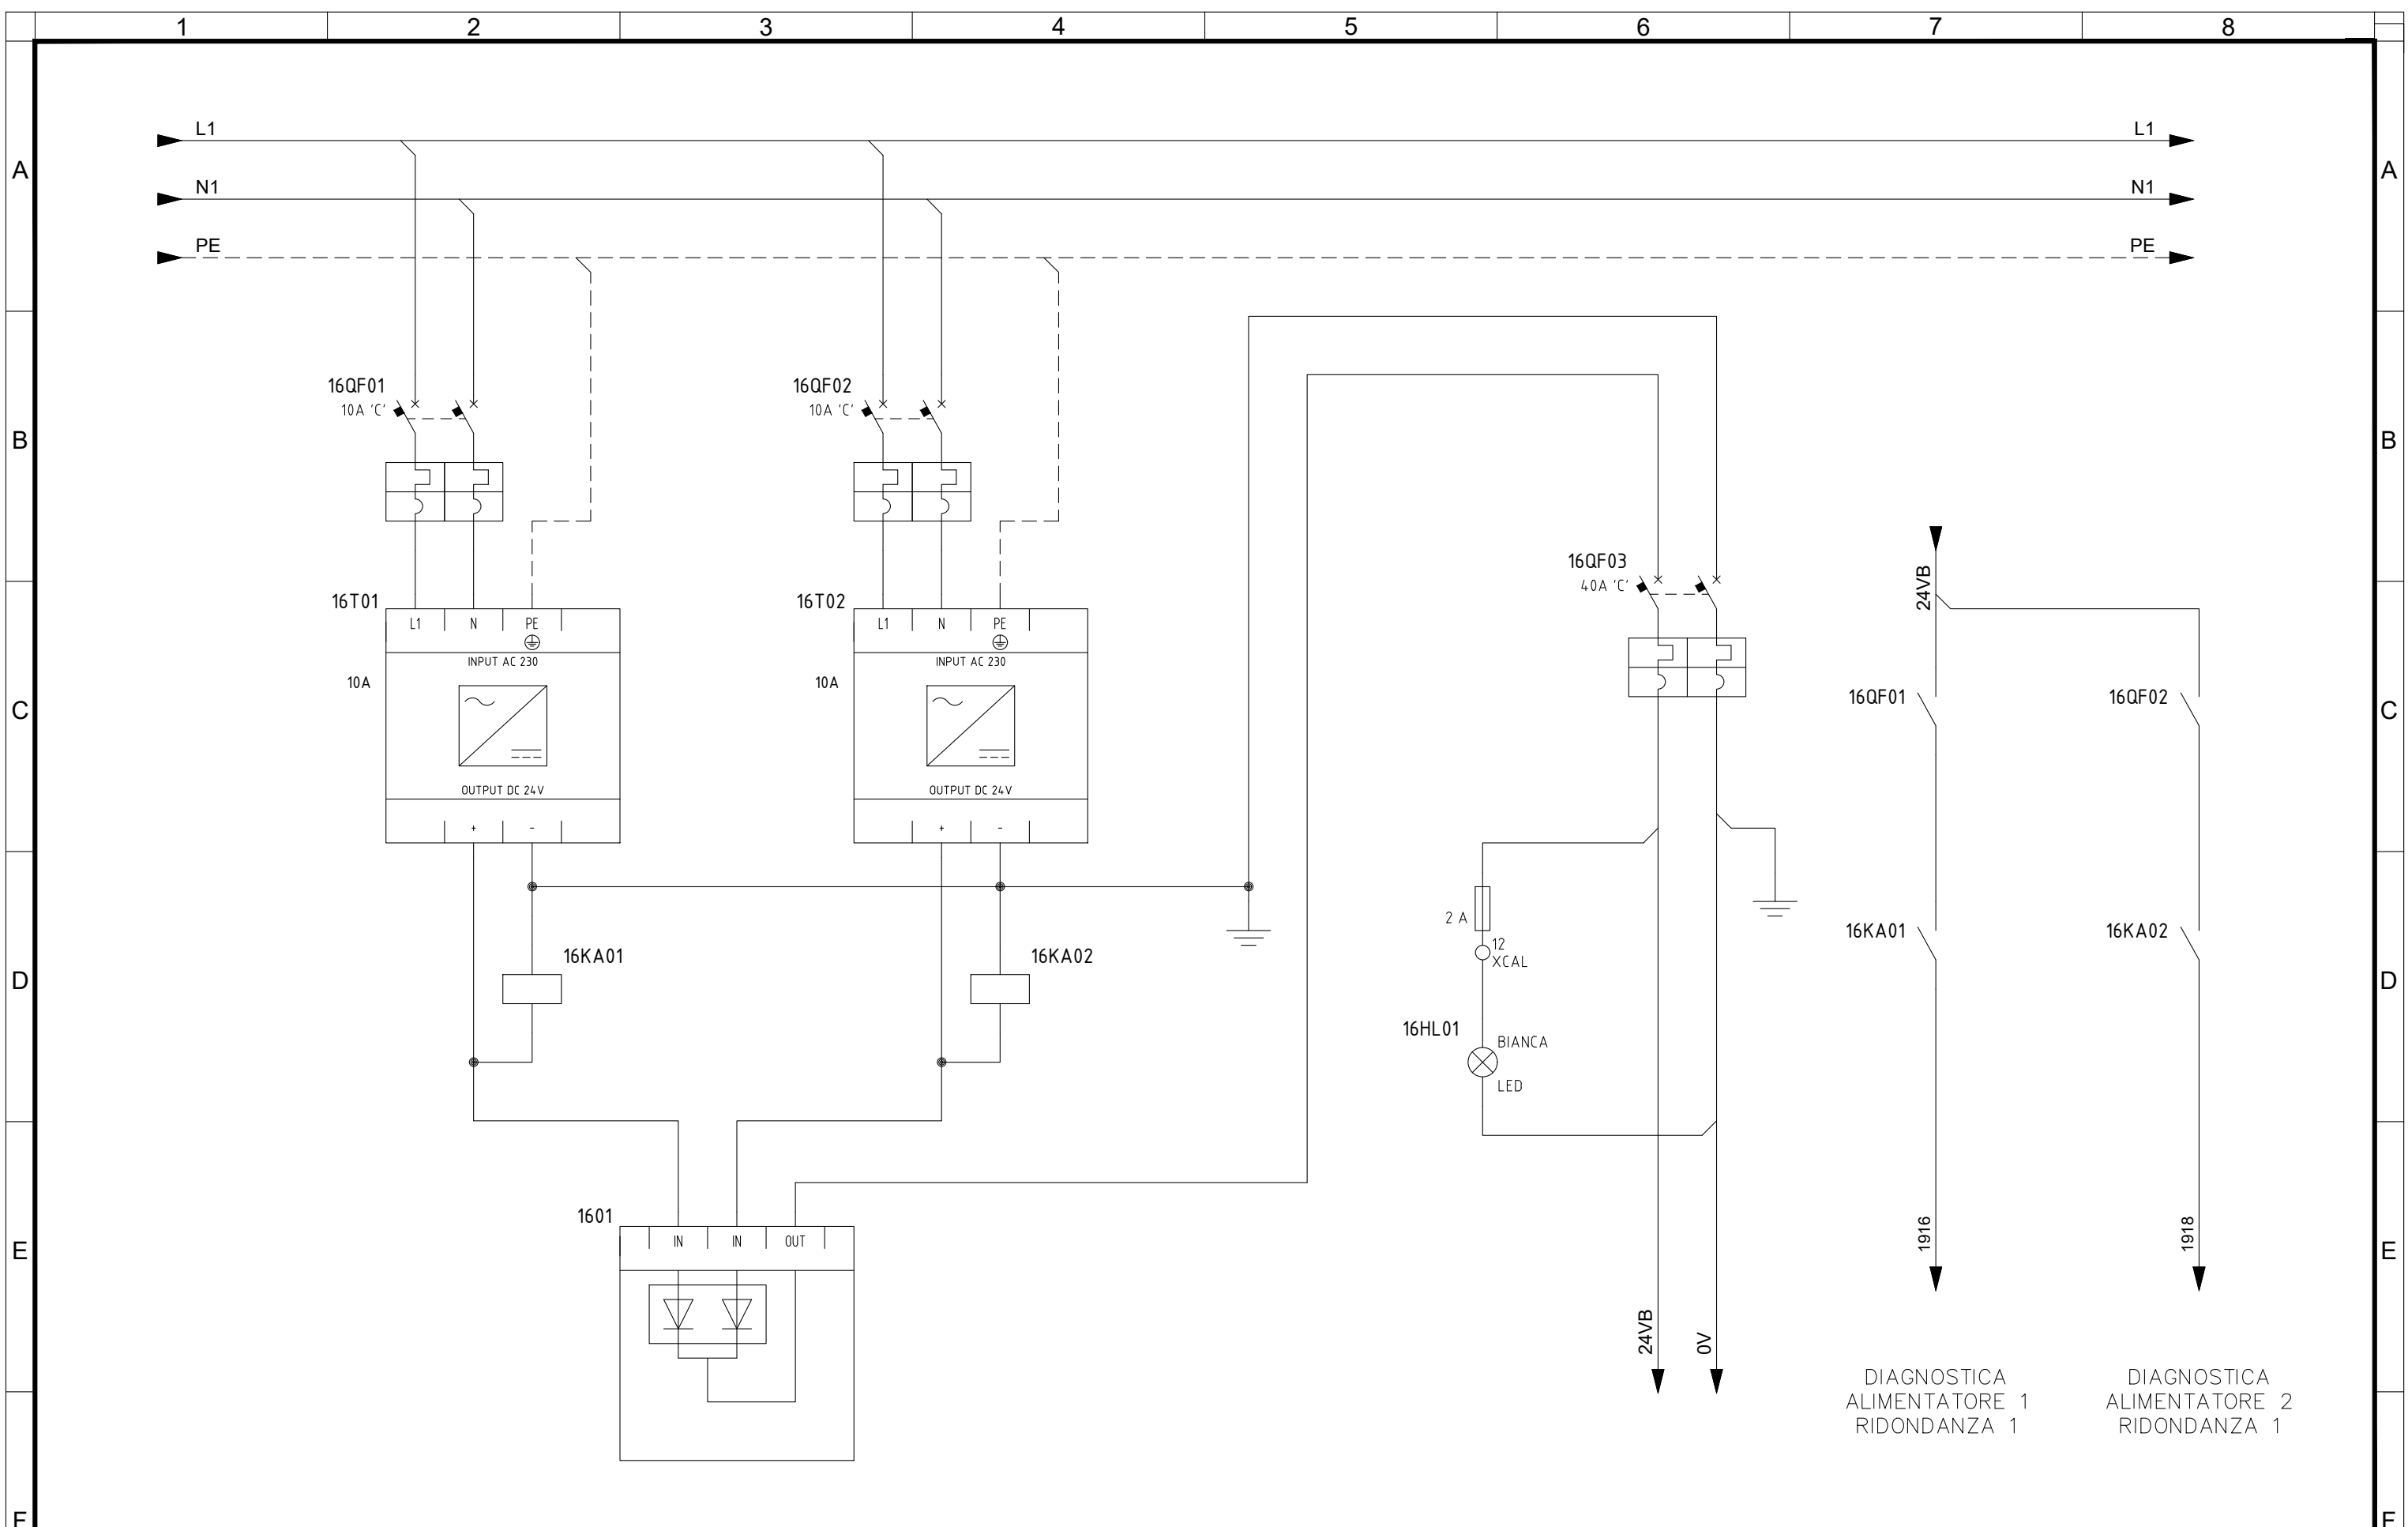 1 2 3 4 5 6 7 8
L1 L1
A A
N1 N1
PE PE
16QF01 16QF02
10A 'C' 10A 'C'
B B
16QF03
40A 'C'
24VB
16T01 16T02
L1 N PE L1 N PE
INPUT AC 230 INPUT AC 230
10A 10A
16QF01 16QF02
C C
OUTPUT DC 24V OUTPUT DC 24V
+ - + -
2 A
16KA01 16KA02
12
XCAL
16KA01 16KA02
D D
16HL01
BIANCA
LED
1601
IN IN OUT
1916 1918
E E
24VB 0V
DIAGNOSTICA
ALIMENTATORE 1
RIDONDANZA 1
DIAGNOSTICA
ALIMENTATORE 2
RIDONDANZA 1